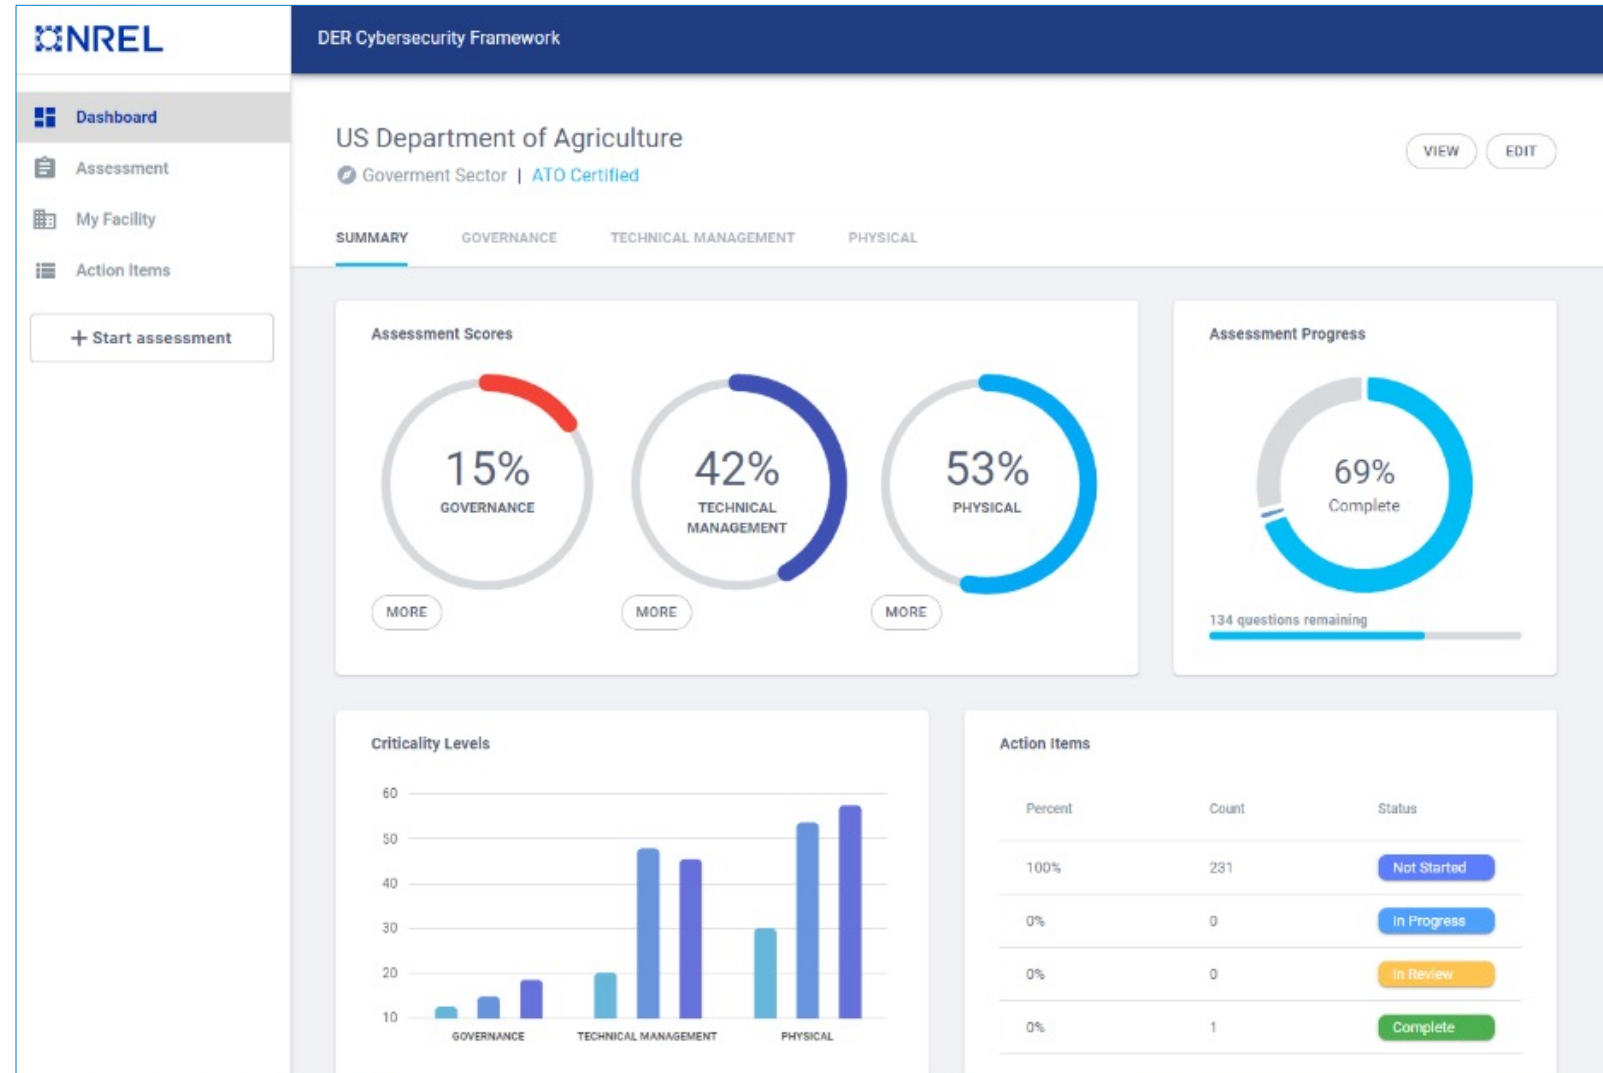 NREL
DER Cybersecurity Framework
Dashboard
Assessment
My Facility
Action Items
+ Start assessment
US Department of Agriculture
Goverment Sector | ATO Certified
VIEW
EDIT
SUMMARY
GOVERNANCE
TECHNICAL MANAGEMENT
PHYSICAL
Assessment Scores
15%
GOVERNANCE
MORE
42%
TECHNICAL
MANAGEMENT
MORE
53%
PHYSICAL
MORE
Assessment Progress
69%
Complete
134 questions remaining
Criticality Levels
60
50
40
30
20
10
GOVERNANCE
TECHNICAL MANAGEMENT
PHYSICAL
Action Items
Percent Count Status
100% 231 Not Started
0% 0 In Progress
0% 0 In Review
0% 1 Complete